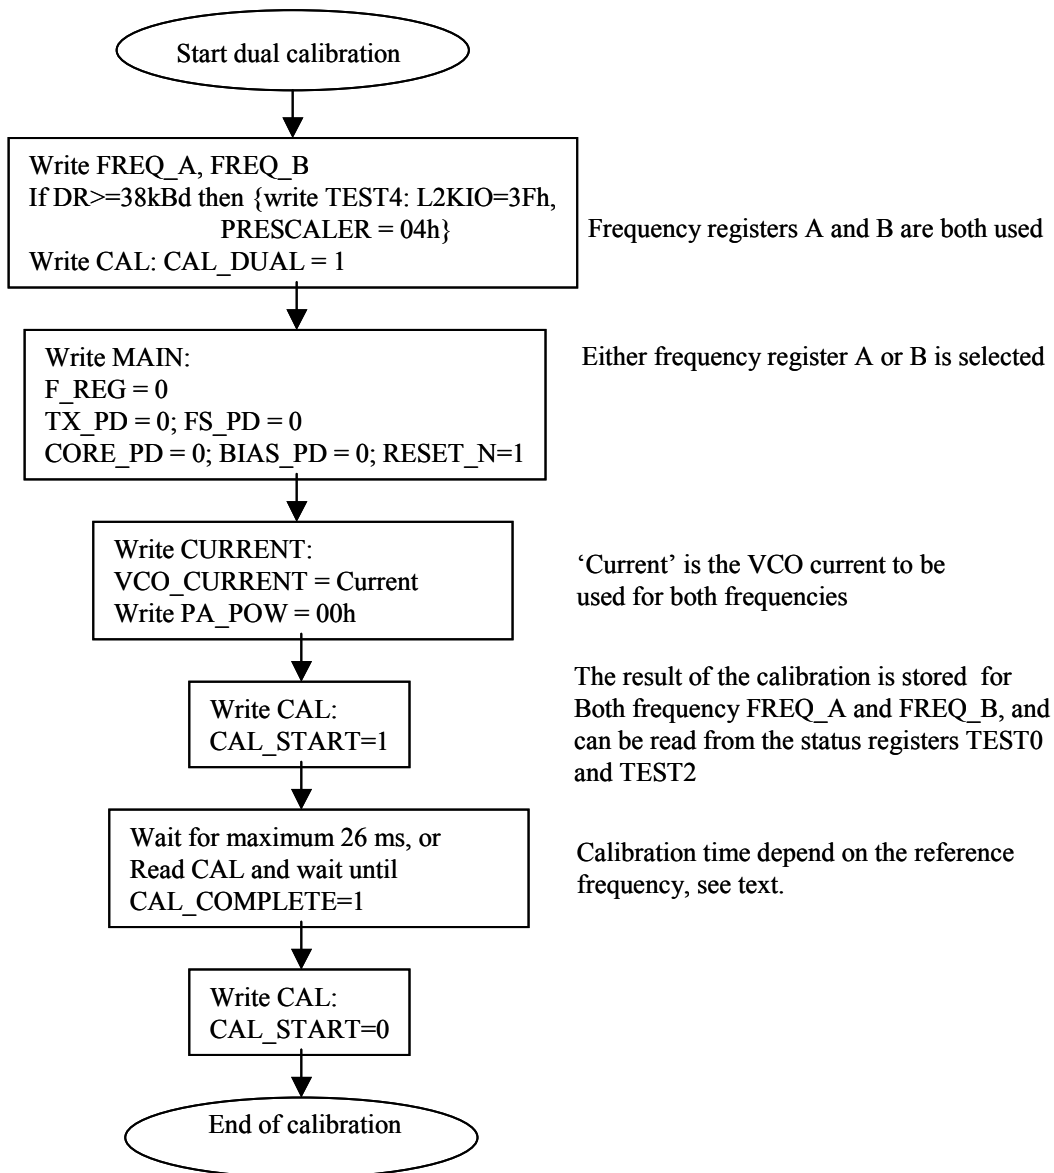 Start dual calibration
Write FREQ_A, FREQ_B
If DR>=38kBd then {write TEST4: L2KIO=3Fh,
PRESCALER = 04h}
Write CAL: CAL_DUAL = 1
Frequency registers A and B are both used
Write MAIN:
F_REG = 0
TX_PD = 0; FS_PD = 0
CORE_PD = 0; BIAS_PD = 0; RESET_N=1
Either frequency register A or B is selected
Write CURRENT:
VCO_CURRENT = Current
Write PA_POW = 00h
‘Current’ is the VCO current to be
used for both frequencies
Write CAL:
CAL_START=1
The result of the calibration is stored for
Both frequency FREQ_A and FREQ_B, and
can be read from the status registers TEST0
and TEST2
Wait for maximum 26 ms, or
Read CAL and wait until
CAL_COMPLETE=1
Calibration time depend on the reference
frequency, see text.
Write CAL:
CAL_START=0
End of calibration